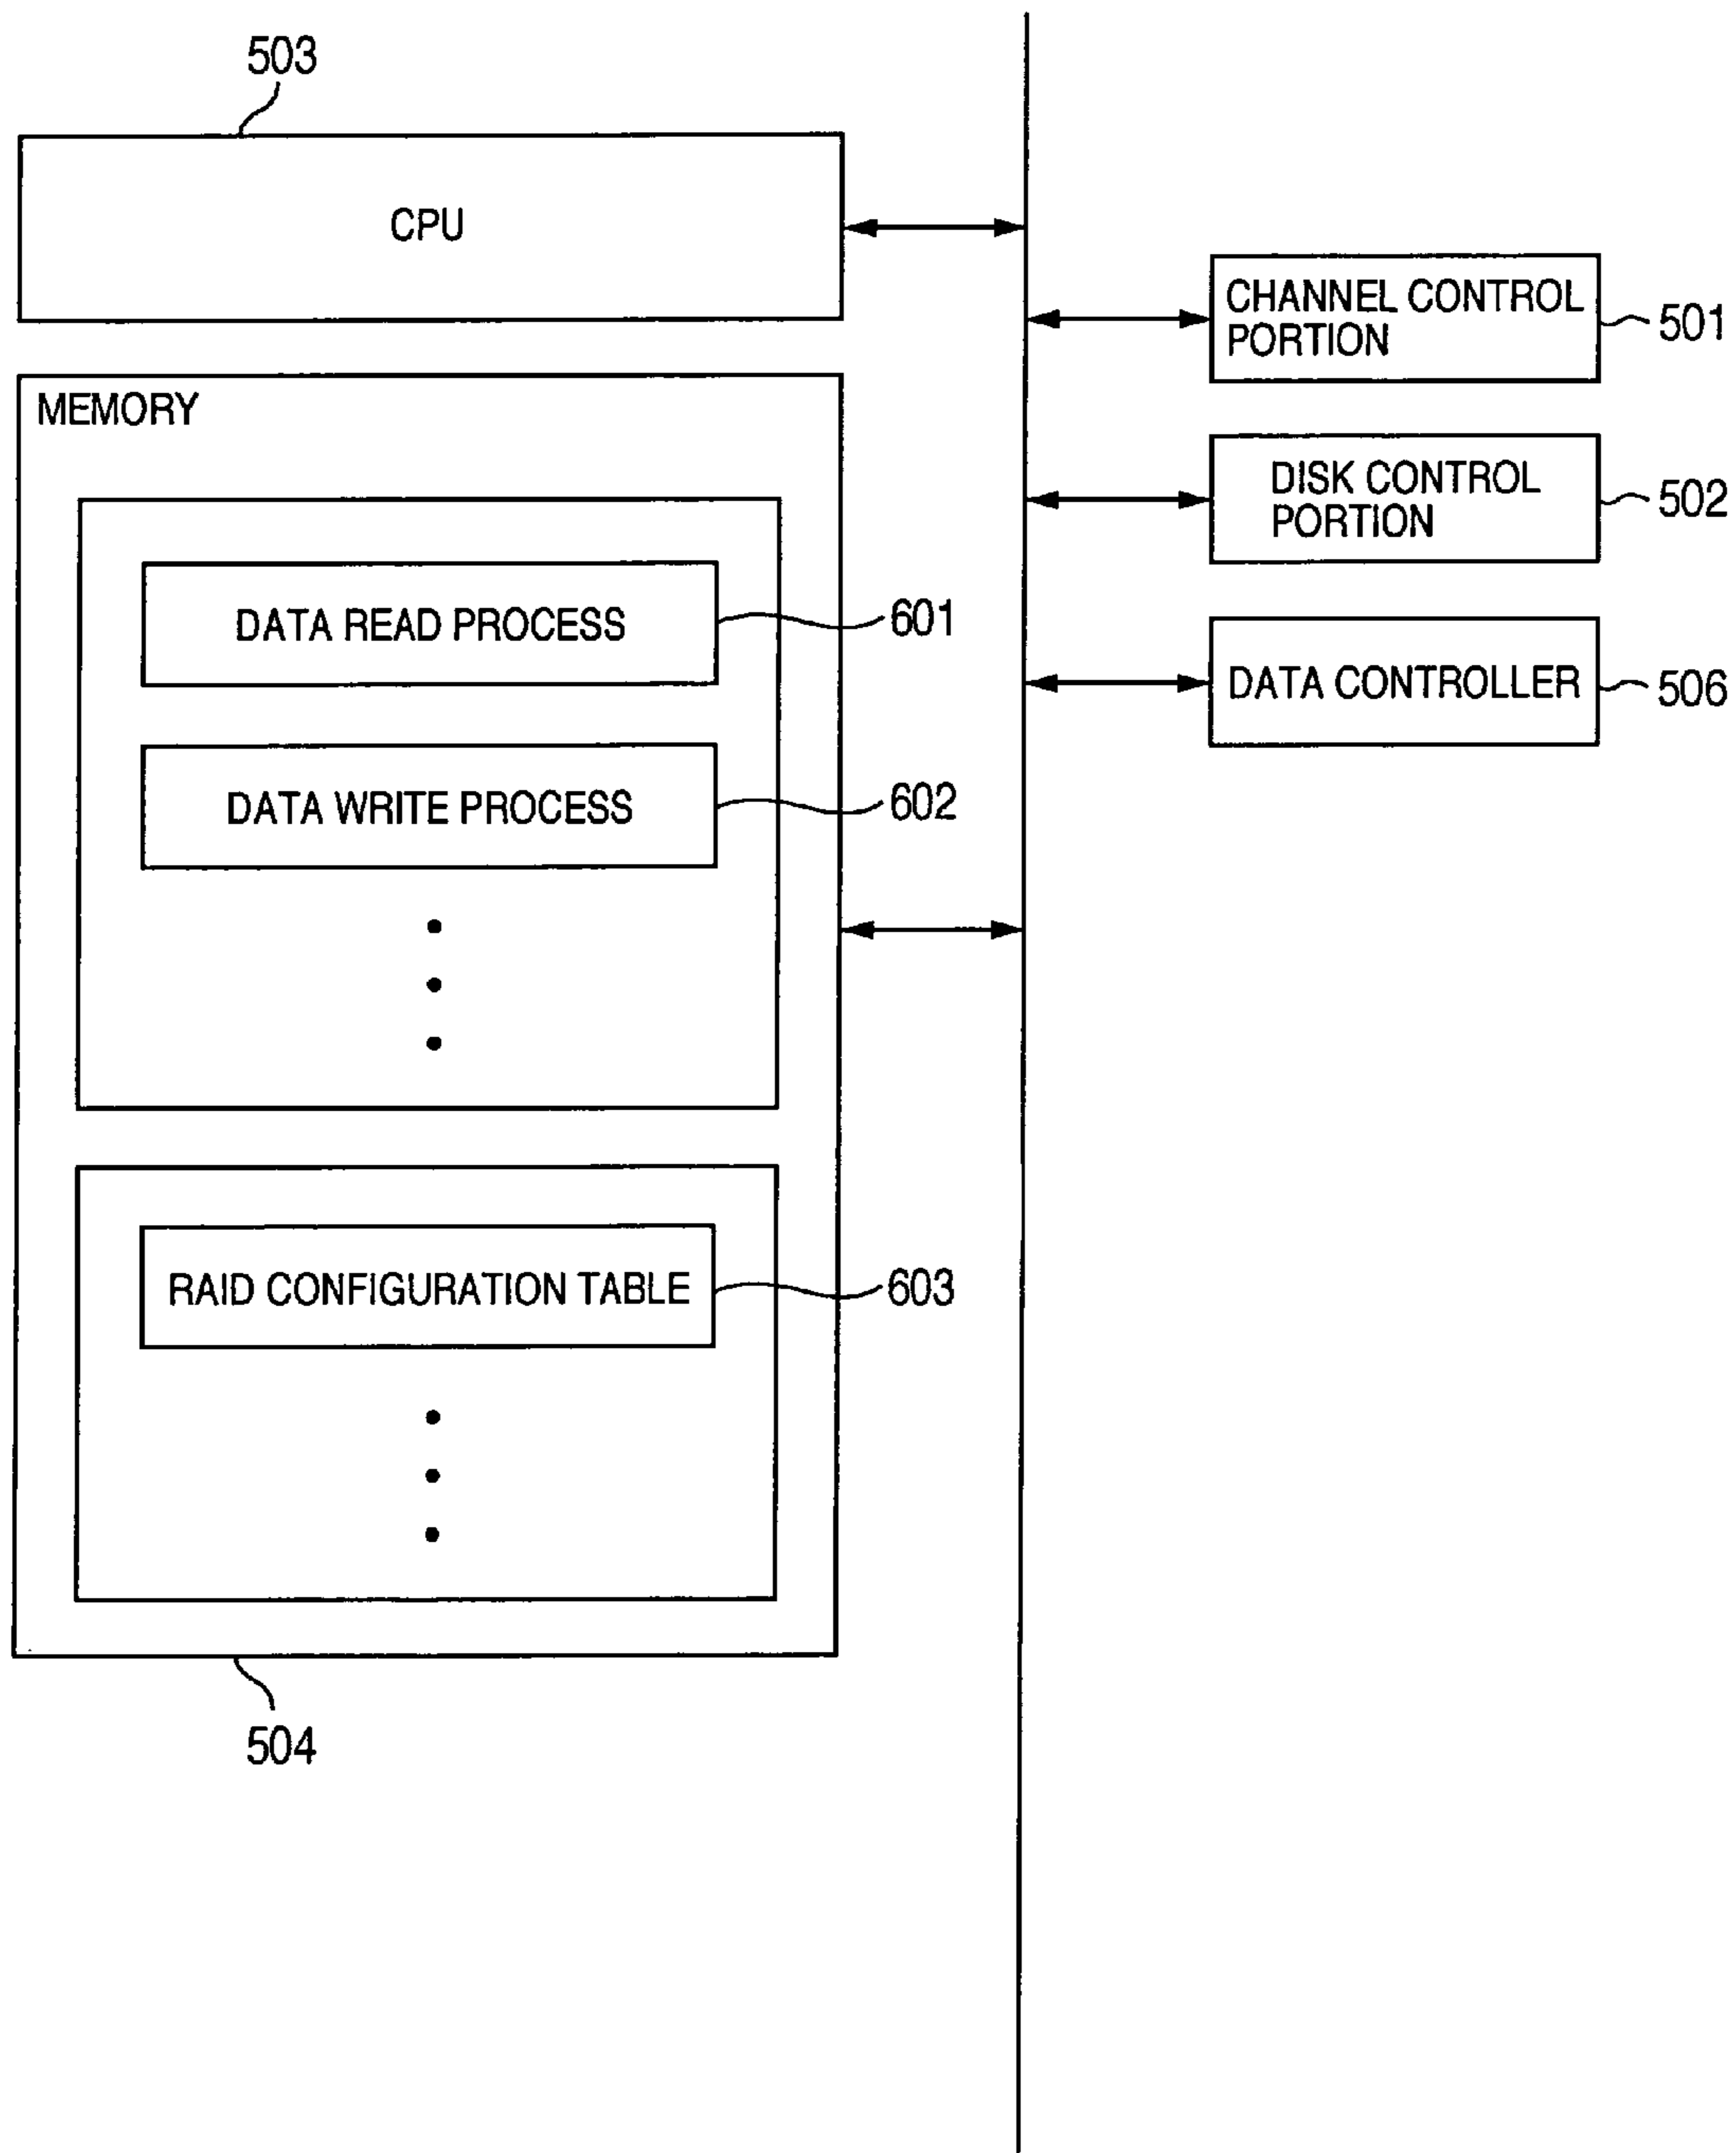 503
CPU
CHANNEL CONTROL
PORTION
501
MEMORY
DISK CONTROL
PORTION
502
DATA READ PROCESS
601
DATA CONTROLLER
506
DATA WRITE PROCESS
602
RAID CONFIGURATION TABLE
603
504